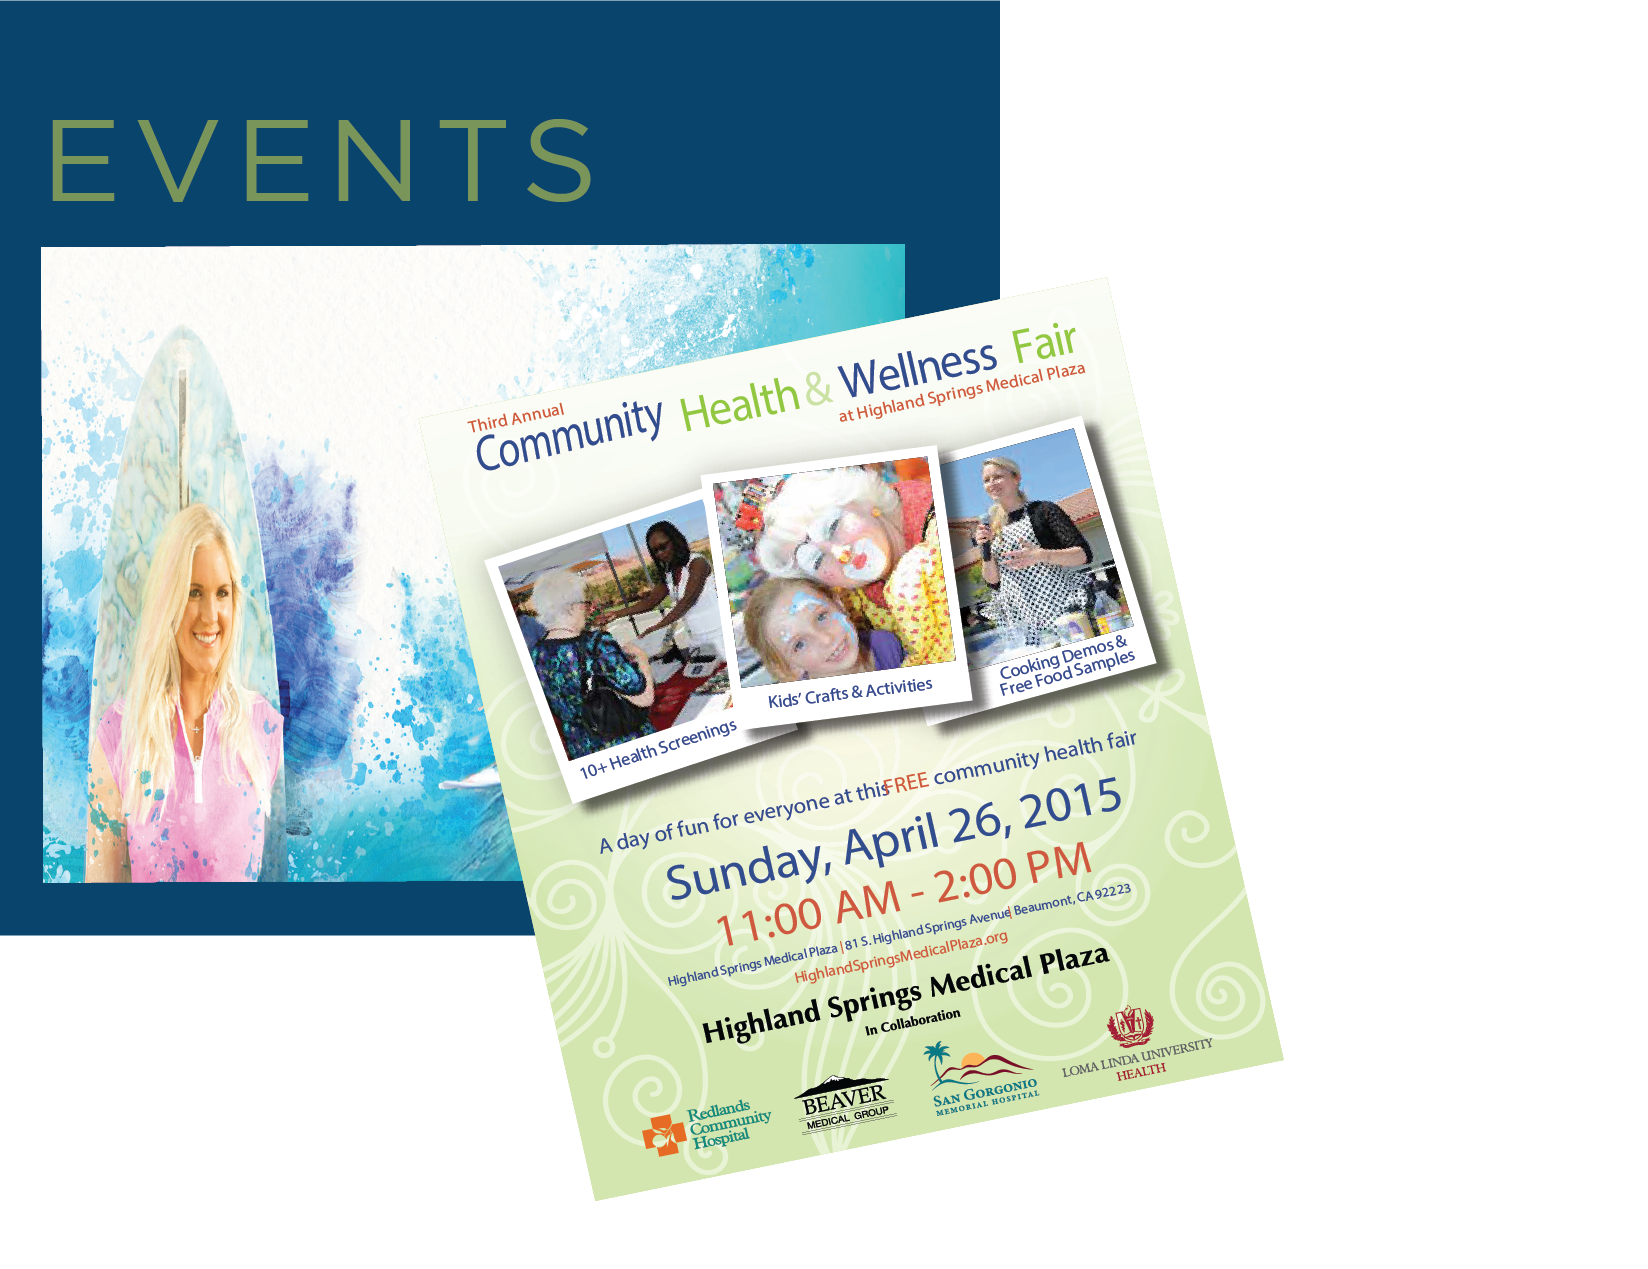 EVENTS
Third Annual
Community Health & Wellness Fair
at Highland Springs Medical Plaza
10+ Health Screenings
Kids’ Crafts & Activities
Cooking Demos &
Free Food Samples
A day of fun for everyone at this FREE community health fair
Sunday, April 26, 2015
11:00 AM - 2:00 PM
Highland Springs Medical Plaza | 81 S. Highland Springs Avenue | Beaumont, CA 92223
HighlandSpringsMedicalPlaza.org
Highland Springs Medical Plaza
In Collaboration
Redlands
Community
Hospital
BEAVER
MEDICAL GROUP
SAN GORGONIO
MEMORIAL HOSPITAL
LOMA LINDA UNIVERSITY
HEALTH